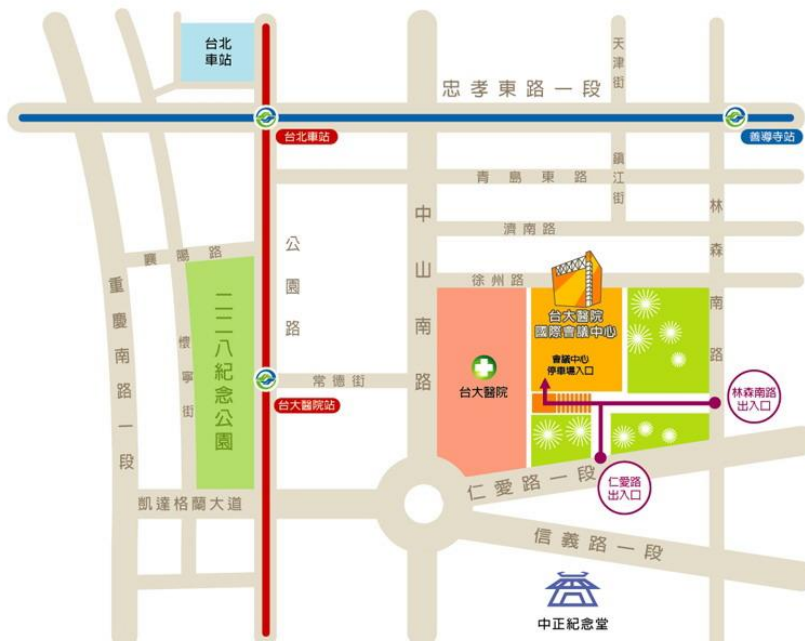 台北
車站
天津街
忠孝東路一段
台北車站
善導寺站
鎮江街
青島東路
中山南路
林森南路
濟南路
公園路
襄陽路
徐州路
重慶南路一段
二二八紀念公園
懷寧街
台大醫院
國際會議中心
會議中心
停車場入口
台大醫院
常德街
台大醫院站
林森南路
出入口
仁愛路一段
仁愛路
出入口
凱達格蘭大道
信義路一段
中正紀念堂